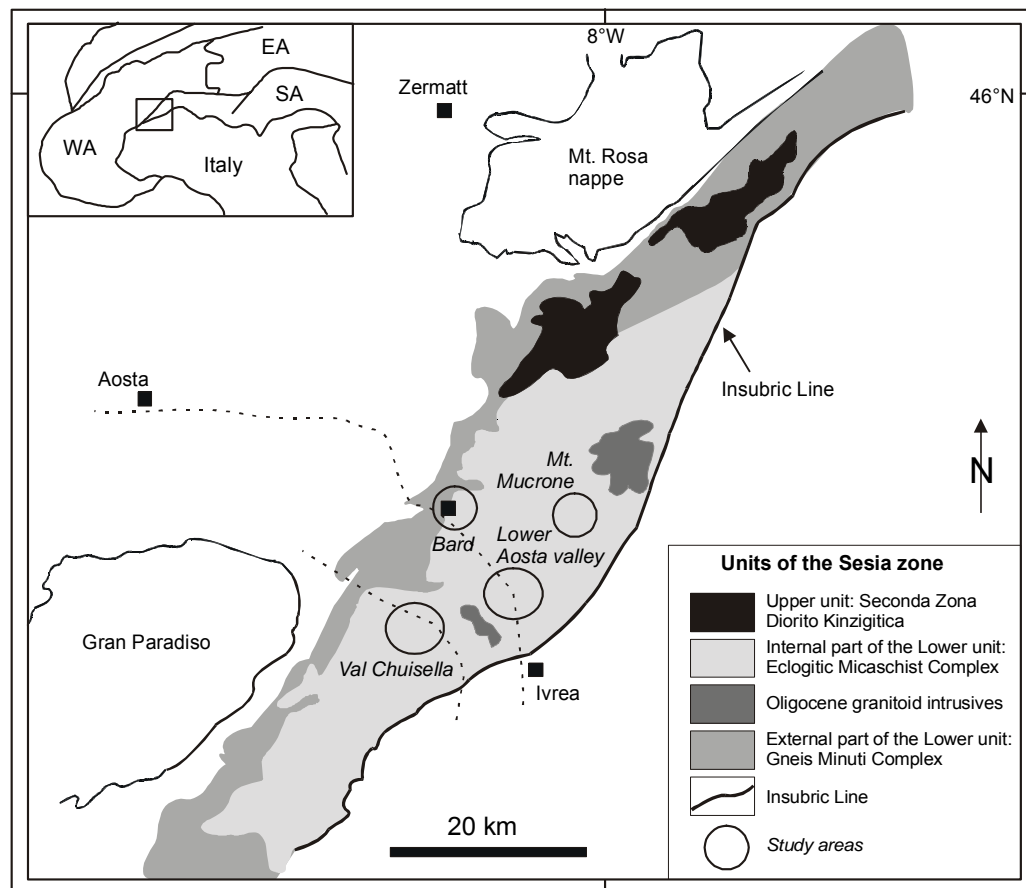 EA
SA
WA
Italy
8°W
46°N
Zermatt
Mt. Rosa
nappe
Insubric Line
Aosta
N
Mt.
Mucrone
Bard
Lower
Aosta valley
Gran Paradiso
Val Chuisella
Ivrea
20 km
Units of the Sesia zone
Upper unit: Seconda Zona
Diorito Kinzigitica
Internal part of the Lower unit:
Eclogitic Micaschist Complex
Oligocene granitoid intrusives
External part of the Lower unit:
Gneis Minuti Complex
Insubric Line
Study areas